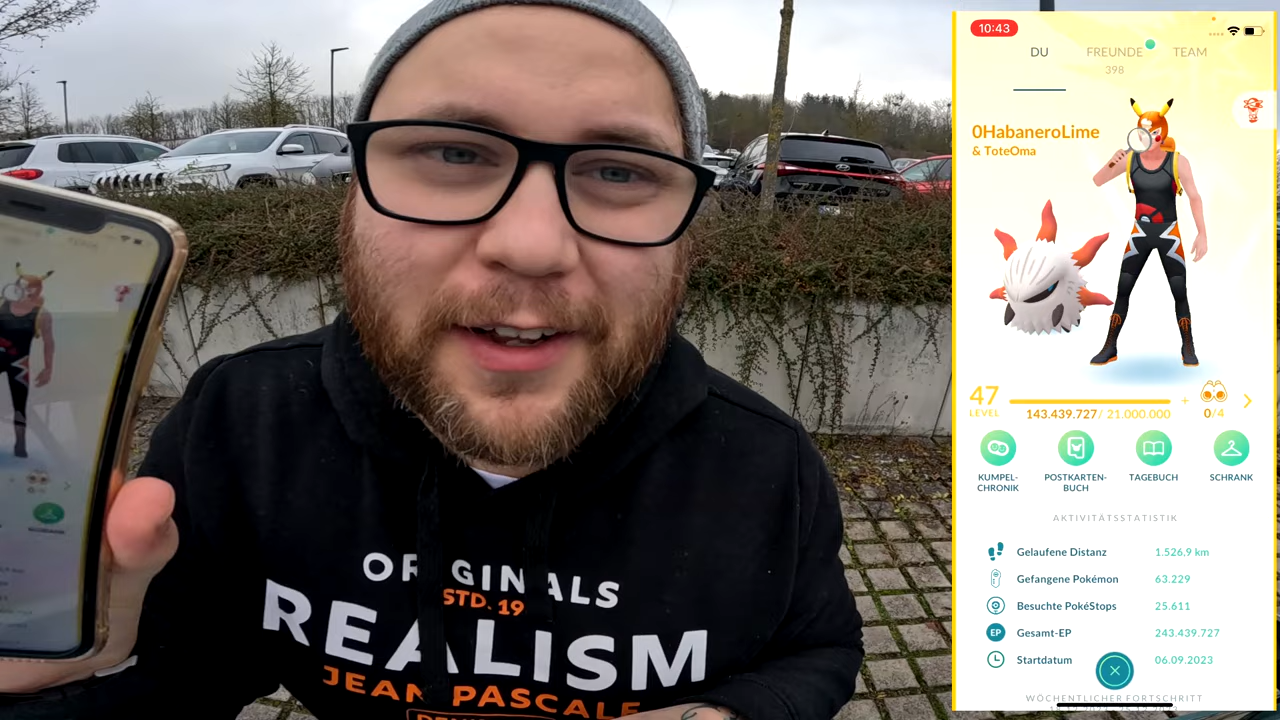 ORIGINALS
STD. 19
REALISM
JEAN PASCALE
10:43
DU
FREUNDE
TEAM
398
0HabaneroLime
& ToteOma
47
LEVEL
143.439.727/ 21.000.000
+
0/4
KUMPEL-
CHRONIK
POSTKARTEN-
BUCH
TAGEBUCH
SCHRANK
AKTIVITÄTSSTATISTIK
Gelaufene Distanz 1.526,9 km
Gefangene Pokémon 63.229
Besuchte PokéStops 25.611
EP Gesamt-EP 243.439.727
Startdatum 06.09.2023
WÖCHENTLICHER FORTSCHRITT